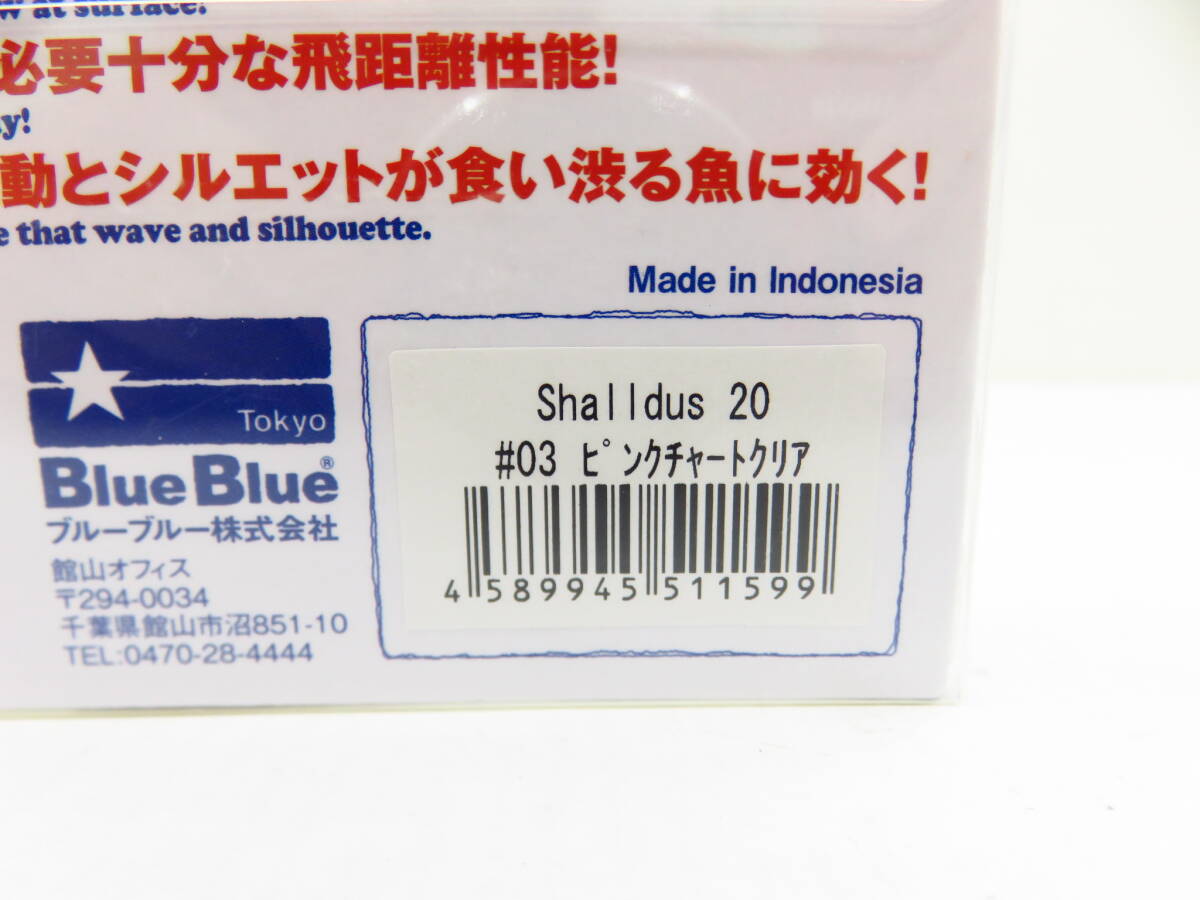 w at surface!
必要十分な飛距離性能!
y!
動とシルエットが食い渋る魚に効く!
e that wave and silhouette.
Made in Indonesia
Tokyo
BlueBlue®
ブルーブルー株式会社
館山オフィス
〒294-0034
千葉県館山市沼851-10
TEL:0470-28-4444
Shalldus 20
#03 ﾋﾟﾝｸﾁｬｰﾄｸﾘｱ
4 589945 511599